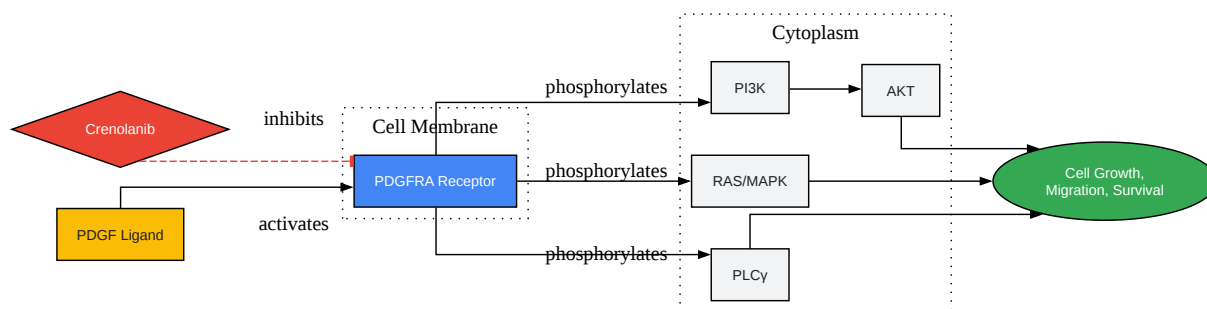 Cytoplasm
phosphorylates
PI3K
AKT
Crenolanib
inhibits
Cell Membrane
PDGFRA Receptor
phosphorylates
RAS/MAPK
Cell Growth,
Migration, Survival
PDGF Ligand
activates
phosphorylates
PLCγ